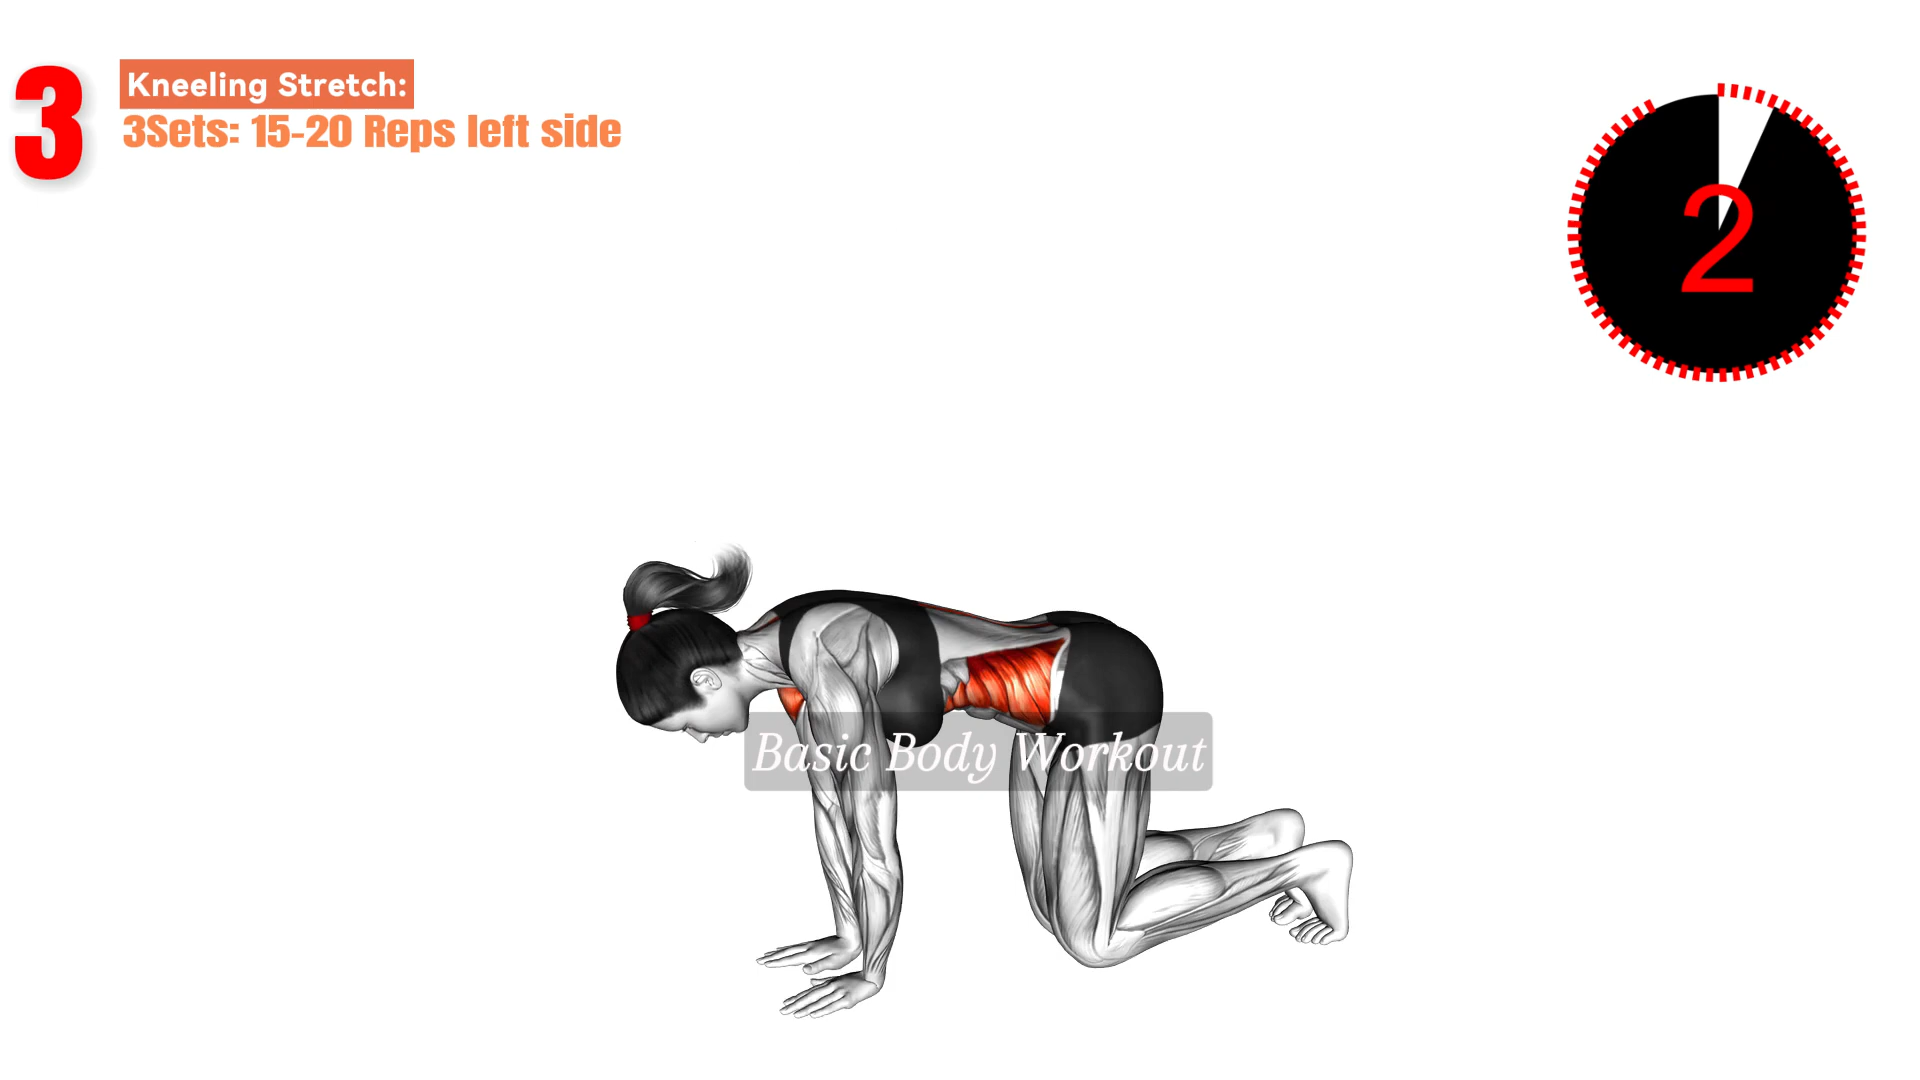 3
Kneeling Stretch:
3Sets: 15-20 Reps left side
2
Basic Body Workout